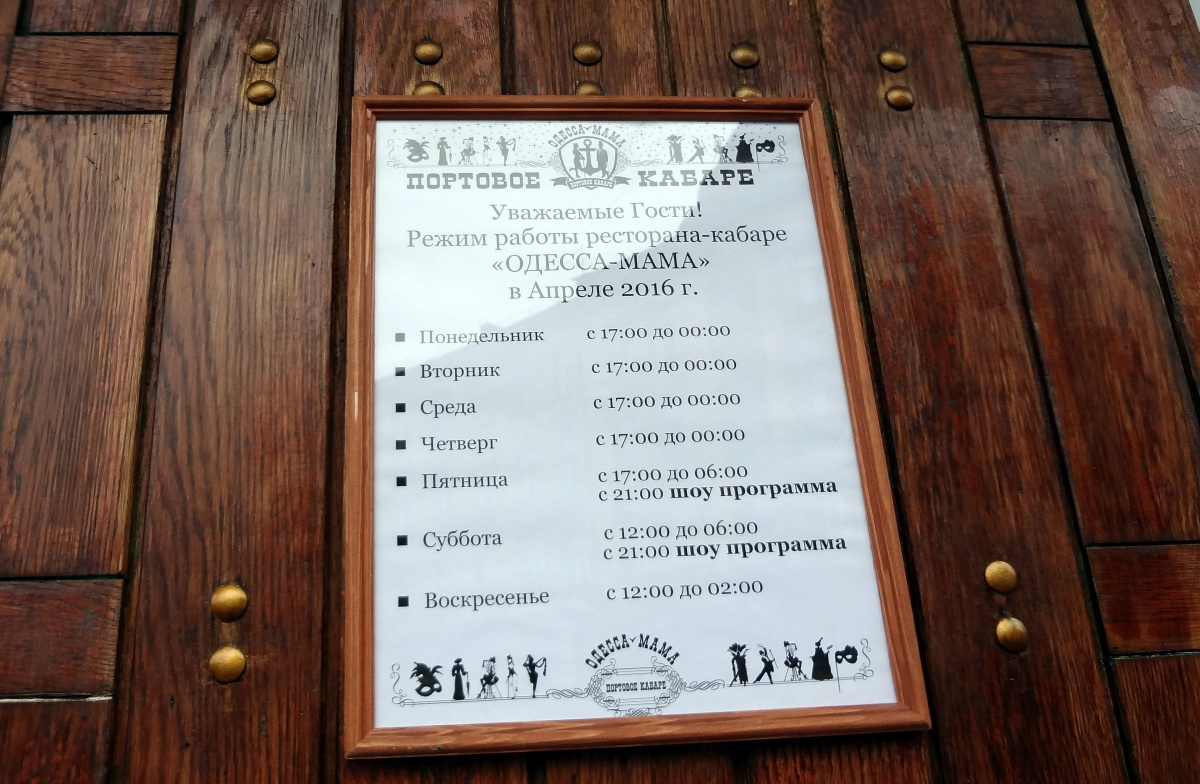 ОДЕССА-МАМА
ПОРТОВОЕ КАБАРЕ
ПОРТОВОЕ КАБАРЕ
Уважаемые Гости!
Режим работы ресторана-кабаре
«ОДЕССА-МАМА»
в Апреле 2016 г.
Понедельник с 17:00 до 00:00
Вторник с 17:00 до 00:00
Среда с 17:00 до 00:00
Четверг с 17:00 до 00:00
Пятница с 17:00 до 06:00
с 21:00 шоу программа
Суббота с 12:00 до 06:00
с 21:00 шоу программа
Воскресенье с 12:00 до 02:00
ОДЕССА МАМА
ПОРТОВОЕ КАБАРЕ